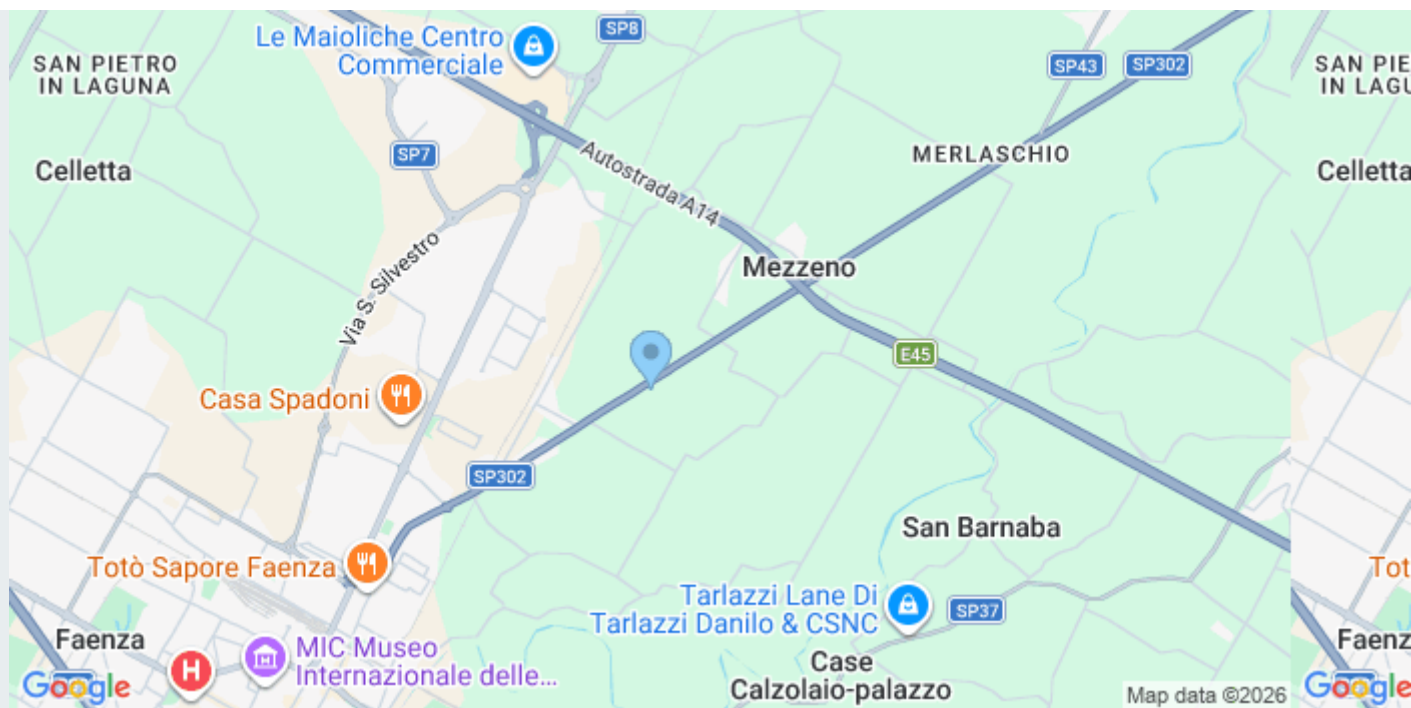 Le Maioliche Centro
Commerciale
SP8
SAN PIETRO
IN LAGUNA
SP43
SP302
SAN PIE
IN LAGU
SP7
Celletta
Autostrada A14
MERLASCHIO
Celletta
Via S. Silvestro
Mezzeno
E45
Casa Spadoni
SP302
San Barnaba
Totò Sapore Faenza
Tot
Tarlazzi Lane Di
Tarlazzi Danilo & CSNC
SP37
Faenza
MIC Museo
Internazionale delle...
H
Case
Calzolaio-palazzo
Faenz
Google
Map data ©2026
Google